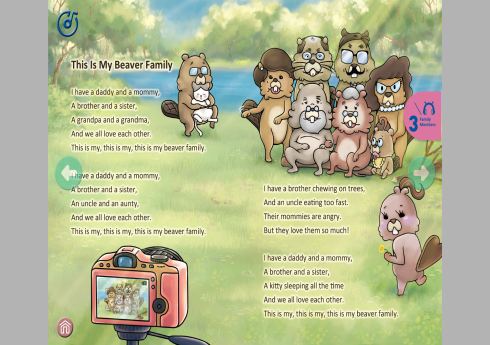 This Is My Beaver Family
I have a daddy and a mommy,
A brother and a sister,
A grandpa and a grandma,
And we all love each other.
This is my, this is my, this is my beaver family.
I have a daddy and a mommy,
A brother and a sister,
An uncle and an aunty,
And we all love each other.
This is my, this is my, this is my beaver family.
I have a brother chewing on trees,
And an uncle eating too fast.
Their mommies are angry.
But they love them so much!
I have a daddy and a mommy,
A brother and a sister,
A kitty sleeping all the time
And we all love each other.
This is my, this is my, this is my beaver family.
3
Family
Members